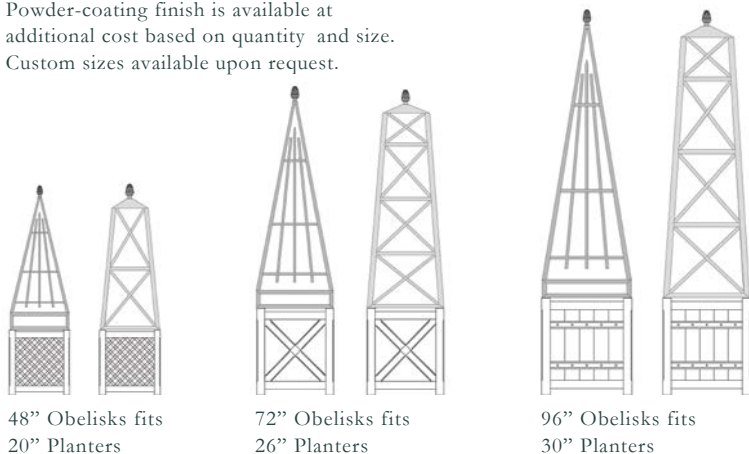 Powder-coating finish is available at
additional cost based on quantity and size.
Custom sizes available upon request.
48” Obelisks fits
20” Planters
72” Obelisks fits
26” Planters
96” Obelisks fits
30” Planters